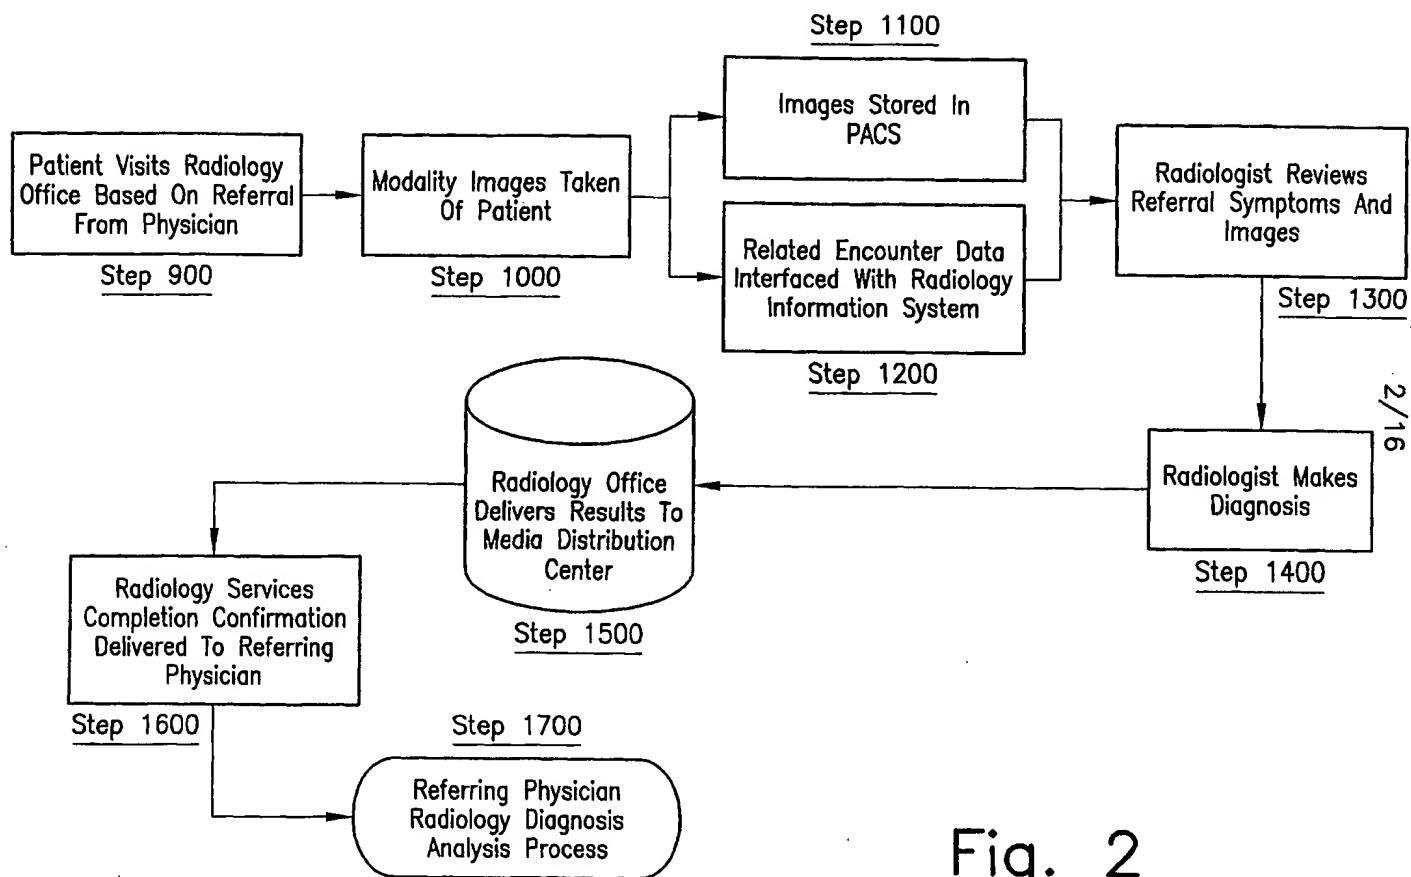 Step 1100
Images Stored In
PACS
Patient Visits Radiology
Office Based On Referral
From Physician
Step 900
Modality Images Taken
Of Patient
Step 1000
Related Encounter Data
Interfaced With Radiology
Information System
Step 1200
Radiologist Reviews
Referral Symptoms And
Images
Step 1300
2/16
Radiologist Makes
Diagnosis
Step 1400
Radiology Office
Delivers Results To
Media Distribution
Center
Step 1500
Radiology Services
Completion Confirmation
Delivered To Referring
Physician
Step 1600
Step 1700
Referring Physician
Radiology Diagnosis
Analysis Process
Fig. 2